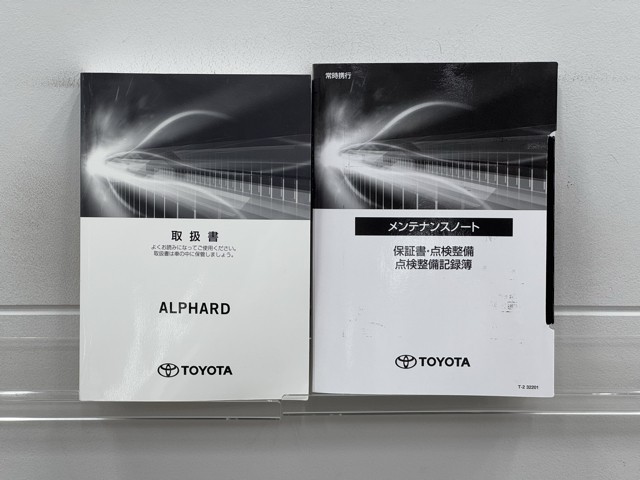 取扱書
よくお読みになってご使用ください。
取扱書は車の中に保管しましょう。
ALPHARD
TOYOTA
常時携行
メンテナンスノート
保証書・点検整備
点検整備記録簿
TOYOTA
T-2 30301